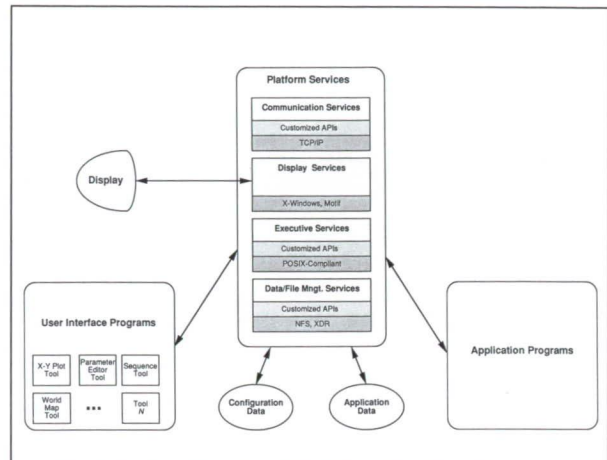 Platform Services
Communication Services
Customized APIs
TCP/IP
Display Services
X-Windows, Motif
Executive Services
Customized APIs
POSIX-Compliant
Data/File Mngt. Services
Customized APIs
NFS, XDR
Display
User Interface Programs
X-Y Plot
Tool
Parameter
Editor
Tool
Sequence
Tool
World
Map
Tool
•••
Tool
N
Configuration
Data
Application
Data
Application Programs